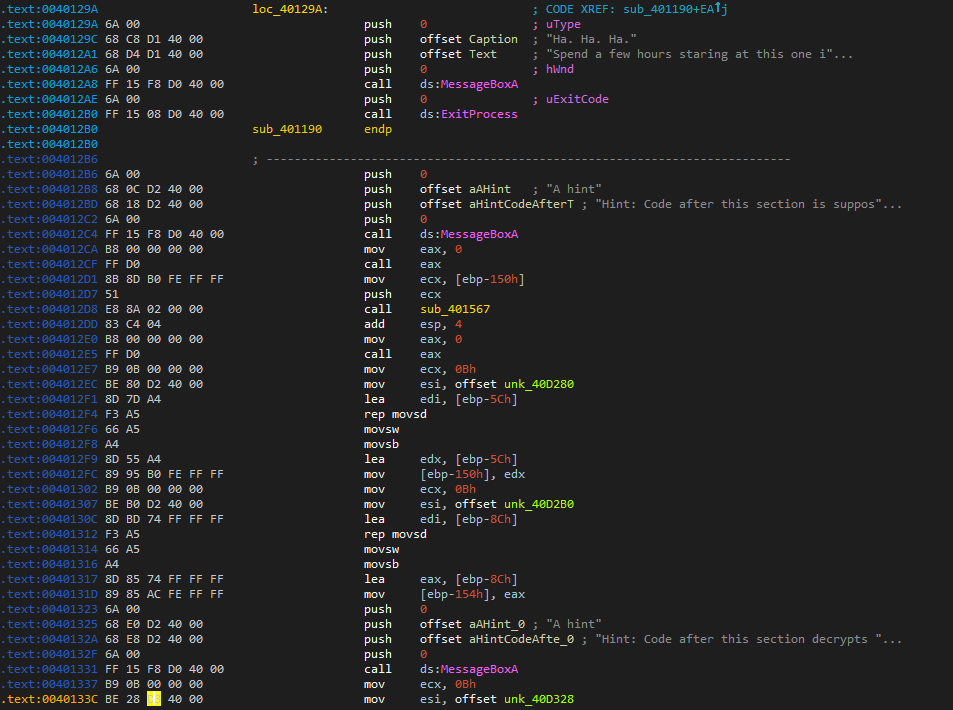 .text:0040129A loc_40129A: ; CODE XREF: sub_401190+EA↑j
.text:0040129A 6A 00 push 0 ; uType
.text:0040129C 68 C8 D1 40 00 push offset Caption ; "Ha. Ha. Ha."
.text:004012A1 68 D4 D1 40 00 push offset Text ; "Spend a few hours staring at this one i"...
.text:004012A6 6A 00 push 0 ; hWnd
.text:004012A8 FF 15 F8 D0 40 00 call ds:MessageBoxA
.text:004012AE 6A 00 push 0 ; uExitCode
.text:004012B0 FF 15 08 D0 40 00 call ds:ExitProcess
.text:004012B0 sub_401190 endp
.text:004012B0
.text:004012B6 ; ---------------------------------------------------------------------------
.text:004012B6 6A 00 push 0
.text:004012B8 68 0C D2 40 00 push offset aAHint ; "A hint"
.text:004012BD 68 18 D2 40 00 push offset aHintCodeAfterT ; "Hint: Code after this section is suppos"...
.text:004012C2 6A 00 push 0
.text:004012C4 FF 15 F8 D0 40 00 call ds:MessageBoxA
.text:004012CA B8 00 00 00 00 mov eax, 0
.text:004012CF FF D0 call eax
.text:004012D1 8B 8D B0 FE FF FF mov ecx, [ebp-150h]
.text:004012D7 51 push ecx
.text:004012D8 E8 8A 02 00 00 call sub_401567
.text:004012DD 83 C4 04 add esp, 4
.text:004012E0 B8 00 00 00 00 mov eax, 0
.text:004012E5 FF D0 call eax
.text:004012E7 B9 0B 00 00 00 mov ecx, 0Bh
.text:004012EC BE 80 D2 40 00 mov esi, offset unk_40D280
.text:004012F1 8D 7D A4 lea edi, [ebp-5Ch]
.text:004012F4 F3 A5 rep movsd
.text:004012F6 66 A5 movsw
.text:004012F8 A4 movsb
.text:004012F9 8D 55 A4 lea edx, [ebp-5Ch]
.text:004012FC 89 95 B0 FE FF FF mov [ebp-150h], edx
.text:00401302 B9 0B 00 00 00 mov ecx, 0Bh
.text:00401307 BE B0 D2 40 00 mov esi, offset unk_40D2B0
.text:0040130C 8D BD 74 FF FF FF lea edi, [ebp-8Ch]
.text:00401312 F3 A5 rep movsd
.text:00401314 66 A5 movsw
.text:00401316 A4 movsb
.text:00401317 8D 85 74 FF FF FF lea eax, [ebp-8Ch]
.text:0040131D 89 85 AC FE FF FF mov [ebp-154h], eax
.text:00401323 6A 00 push 0
.text:00401325 68 E0 D2 40 00 push offset aAHint_0 ; "A hint"
.text:0040132A 68 E8 D2 40 00 push offset aHintCodeAfte_0 ; "Hint: Code after this section decrypts "...
.text:0040132F 6A 00 push 0
.text:00401331 FF 15 F8 D0 40 00 call ds:MessageBoxA
.text:00401337 B9 0B 00 00 00 mov ecx, 0Bh
.text:0040133C BE 28 40 00 mov esi, offset unk_40D328